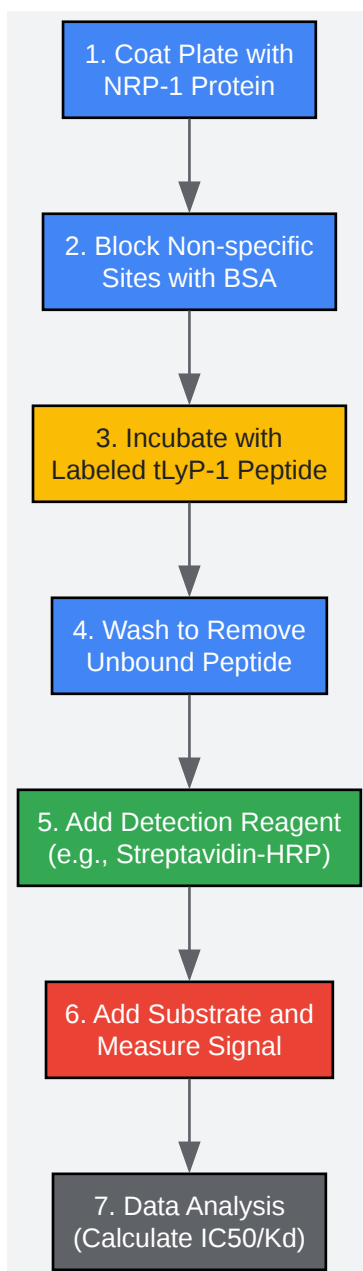 1. Coat Plate with
NRP-1 Protein
2. Block Non-specific
Sites with BSA
3. Incubate with
Labeled tLyP-1 Peptide
4. Wash to Remove
Unbound Peptide
5. Add Detection Reagent
(e.g., Streptavidin-HRP)
6. Add Substrate and
Measure Signal
7. Data Analysis
(Calculate IC50/Kd)